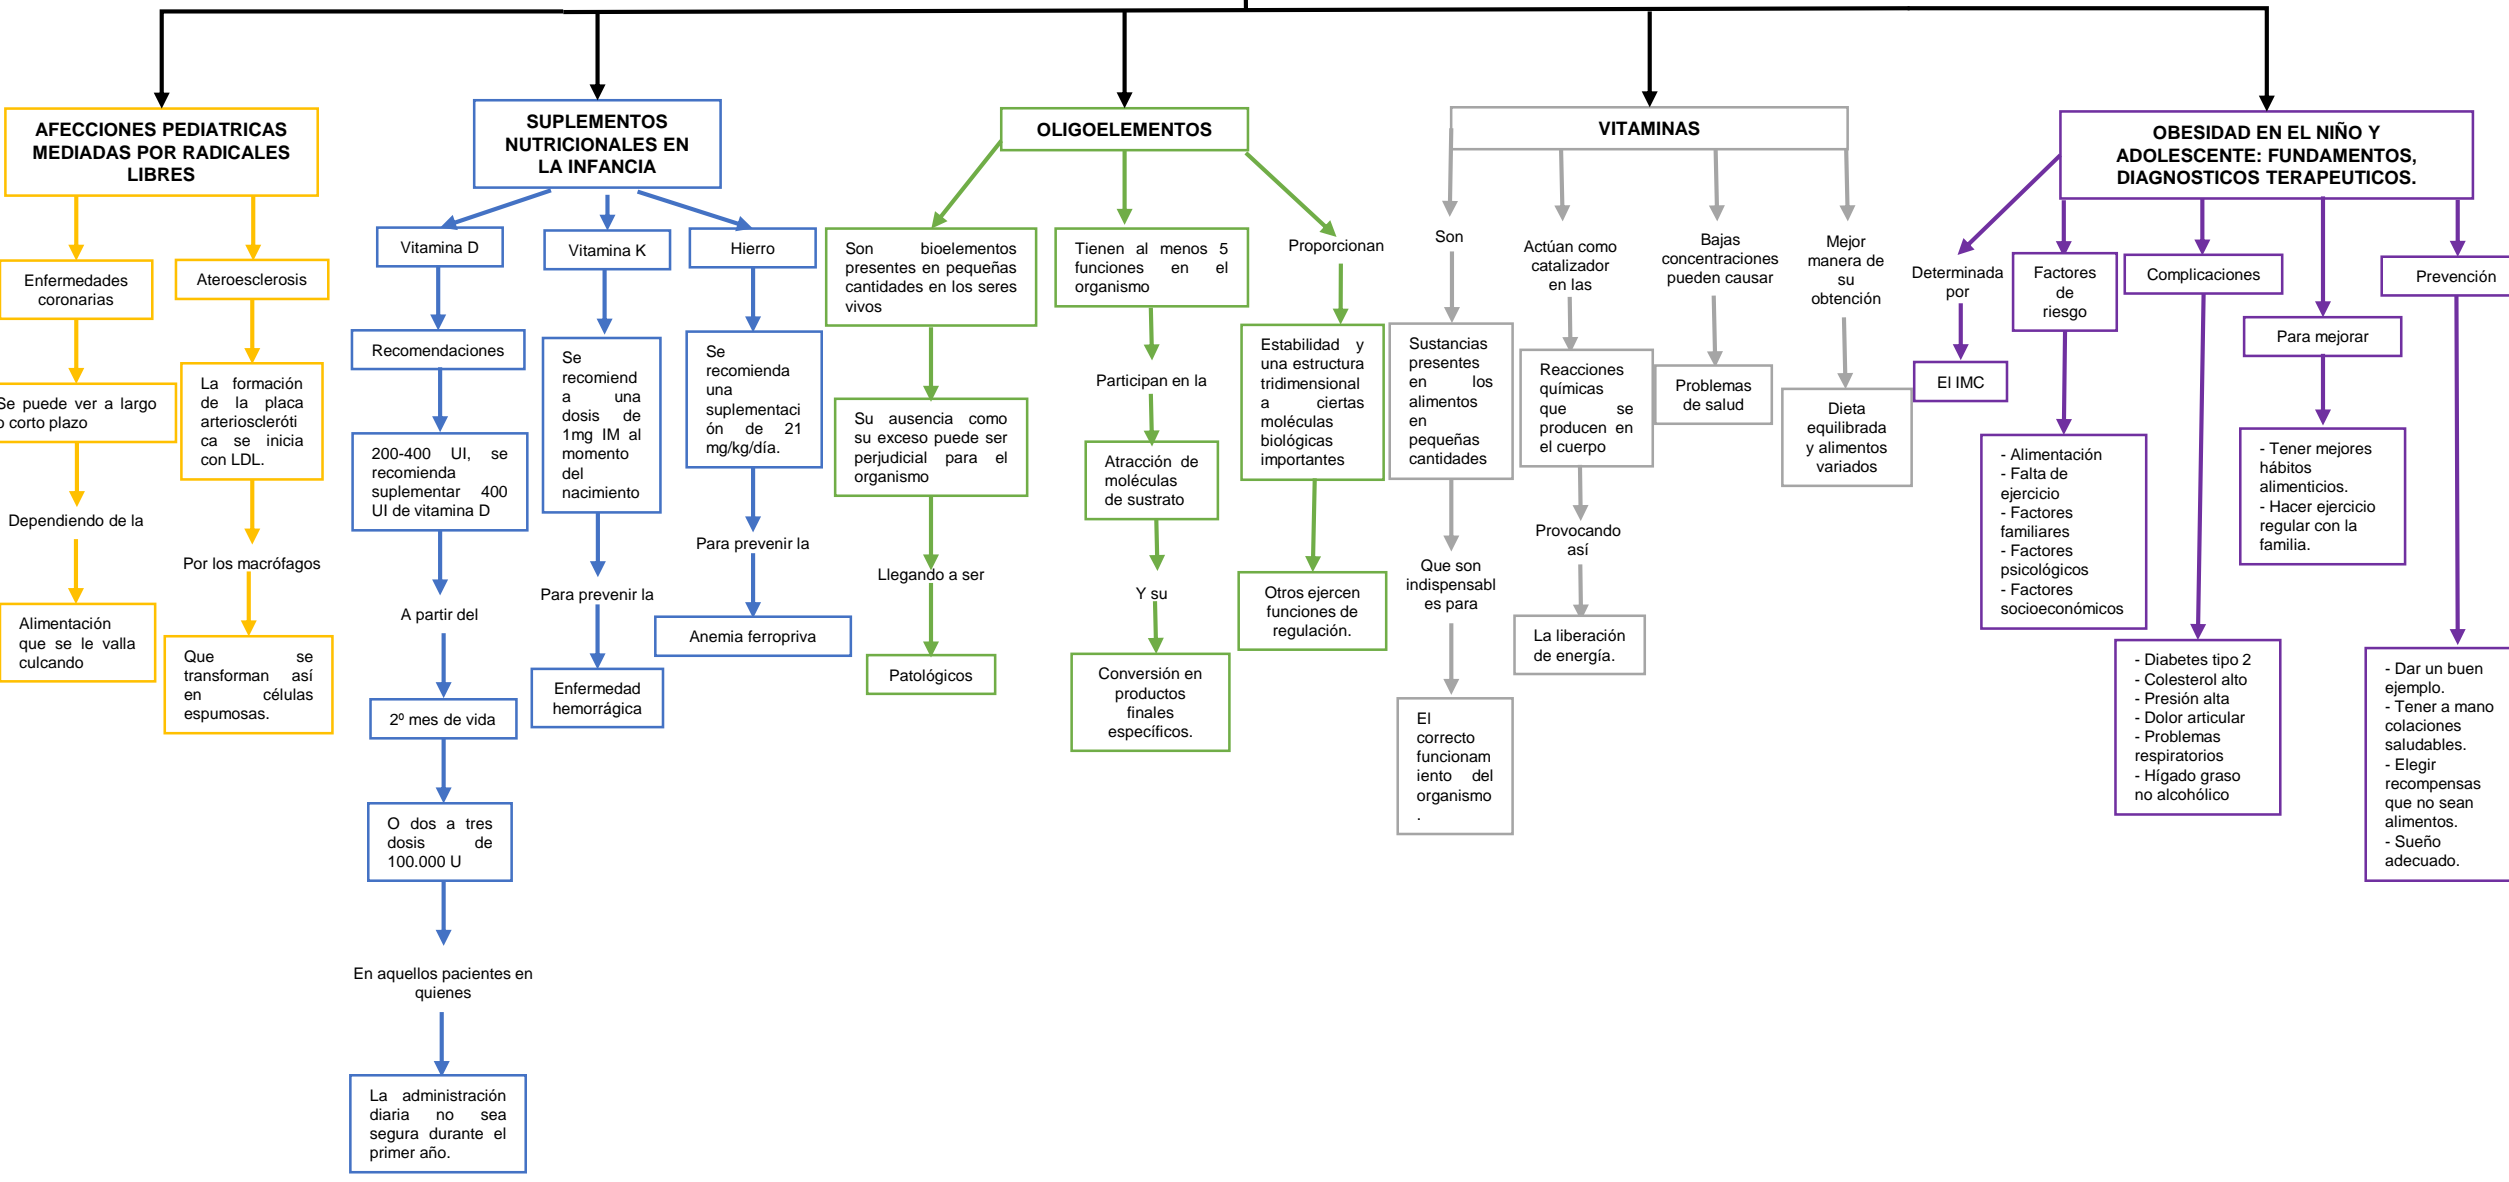 AFECCIONES PEDIATRICAS
MEDIADAS POR RADICALES
LIBRES
Enfermedades
coronarias
Se puede ver a largo
o corto plazo
Dependiendo de la
Alimentación
que se le valla
culcando
Ateroesclerosis
La formación
de la placa
arterioscleróti
ca se inicia
con LDL.
Por los macrófagos
Que se
transforman así
en células
espumosas.
SUPLEMENTOS
NUTRICIONALES EN
LA INFANCIA
Vitamina D
Recomendaciones
200-400 UI, se
recomienda
suplementar 400
UI de vitamina D
A partir del
2º mes de vida
O dos a tres
dosis de
100.000 U
En aquellos pacientes en
quienes
La administración
diaria no sea
segura durante el
primer año.
Vitamina K
Se
recomiend
a una
dosis de
1mg IM al
momento
del
nacimiento
Para prevenir la
Enfermedad
hemorrágica
Hierro
Se
recomienda
una
suplementaci
ón de 21
mg/kg/día.
Para prevenir la
Anemia ferropriva
OLIGOELEMENTOS
Son bioelementos
presentes en pequeñas
cantidades en los seres
vivos
Su ausencia como
su exceso puede ser
perjudicial para el
organismo
Llegando a ser
Patológicos
Tienen al menos 5
funciones en el
organismo
Participan en la
Atracción de
moléculas
de sustrato
Y su
Conversión en
productos
finales
específicos.
Proporcionan
Estabilidad y
una estructura
tridimensional
a ciertas
moléculas
biológicas
importantes
Otros ejercen
funciones de
regulación.
VITAMINAS
Son
Sustancias
presentes
en los
alimentos
en
pequeñas
cantidades
Que son
indispensabl
es para
El
correcto
funcionam
iento del
organismo
.
Actúan como
catalizador
en las
Reacciones
químicas
que se
producen en
el cuerpo
Provocando
así
La liberación
de energía.
Bajas
concentraciones
pueden causar
Problemas
de salud
Mejor
manera de
su
obtención
Dieta
equilibrada
y alimentos
variados
OBESIDAD EN EL NIÑO Y
ADOLESCENTE: FUNDAMENTOS,
DIAGNOSTICOS TERAPEUTICOS.
Determinada
por
El IMC
Factores
de
riesgo
- Alimentación
- Falta de
ejercicio
- Factores
familiares
- Factores
psicológicos
- Factores
socioeconómicos
Complicaciones
- Diabetes tipo 2
- Colesterol alto
- Presión alta
- Dolor articular
- Problemas
respiratorios
- Hígado graso
no alcohólico
Para mejorar
- Tener mejores
hábitos
alimenticios.
- Hacer ejercicio
regular con la
familia.
Prevención
- Dar un buen
ejemplo.
- Tener a mano
colaciones
saludables.
- Elegir
recompensas
que no sean
alimentos.
- Sueño
adecuado.